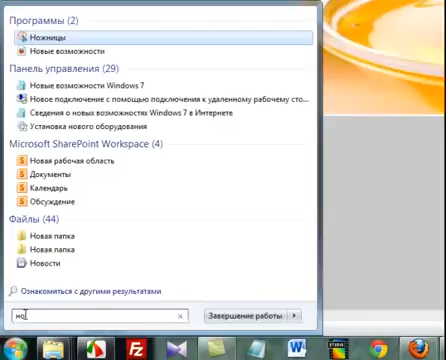 Программы (2)
Ножницы
Новые возможности
Панель управления (29)
Новые возможности Windows 7
Новое подключение с помощью подключения к удаленному рабочему сто...
Сведения о новых возможностях Windows 7 в Интернете
Установка нового оборудования
Microsoft SharePoint Workspace (4)
Новая рабочая область
Документы
Календарь
Обсуждение
Файлы (44)
Новая папка
Новая папка
Новости
Ознакомиться с другими результатами
но
Завершение работы